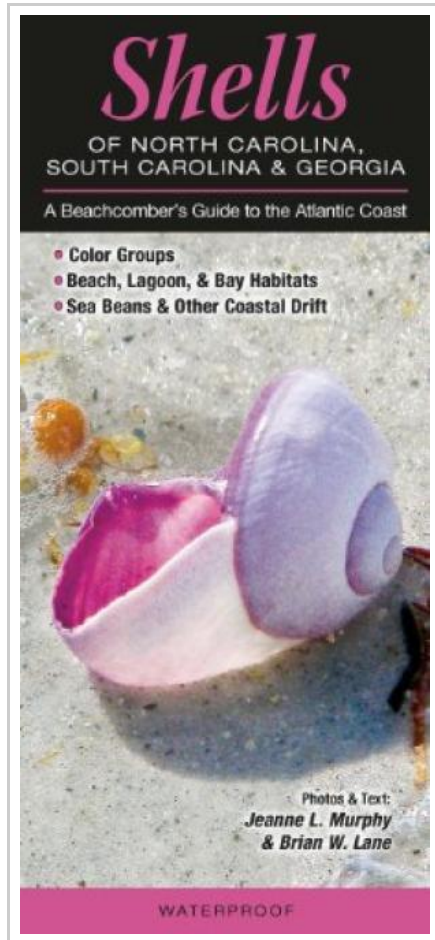 Shells
OF NORTH CAROLINA,
SOUTH CAROLINA & GEORGIA
A Beachcomber's Guide to the Atlantic Coast
• Color Groups
• Beach, Lagoon, & Bay Habitats
• Sea Beans & Other Coastal Drift
Photos & Text:
Jeanne L. Murphy
& Brian W. Lane
WATERPROOF